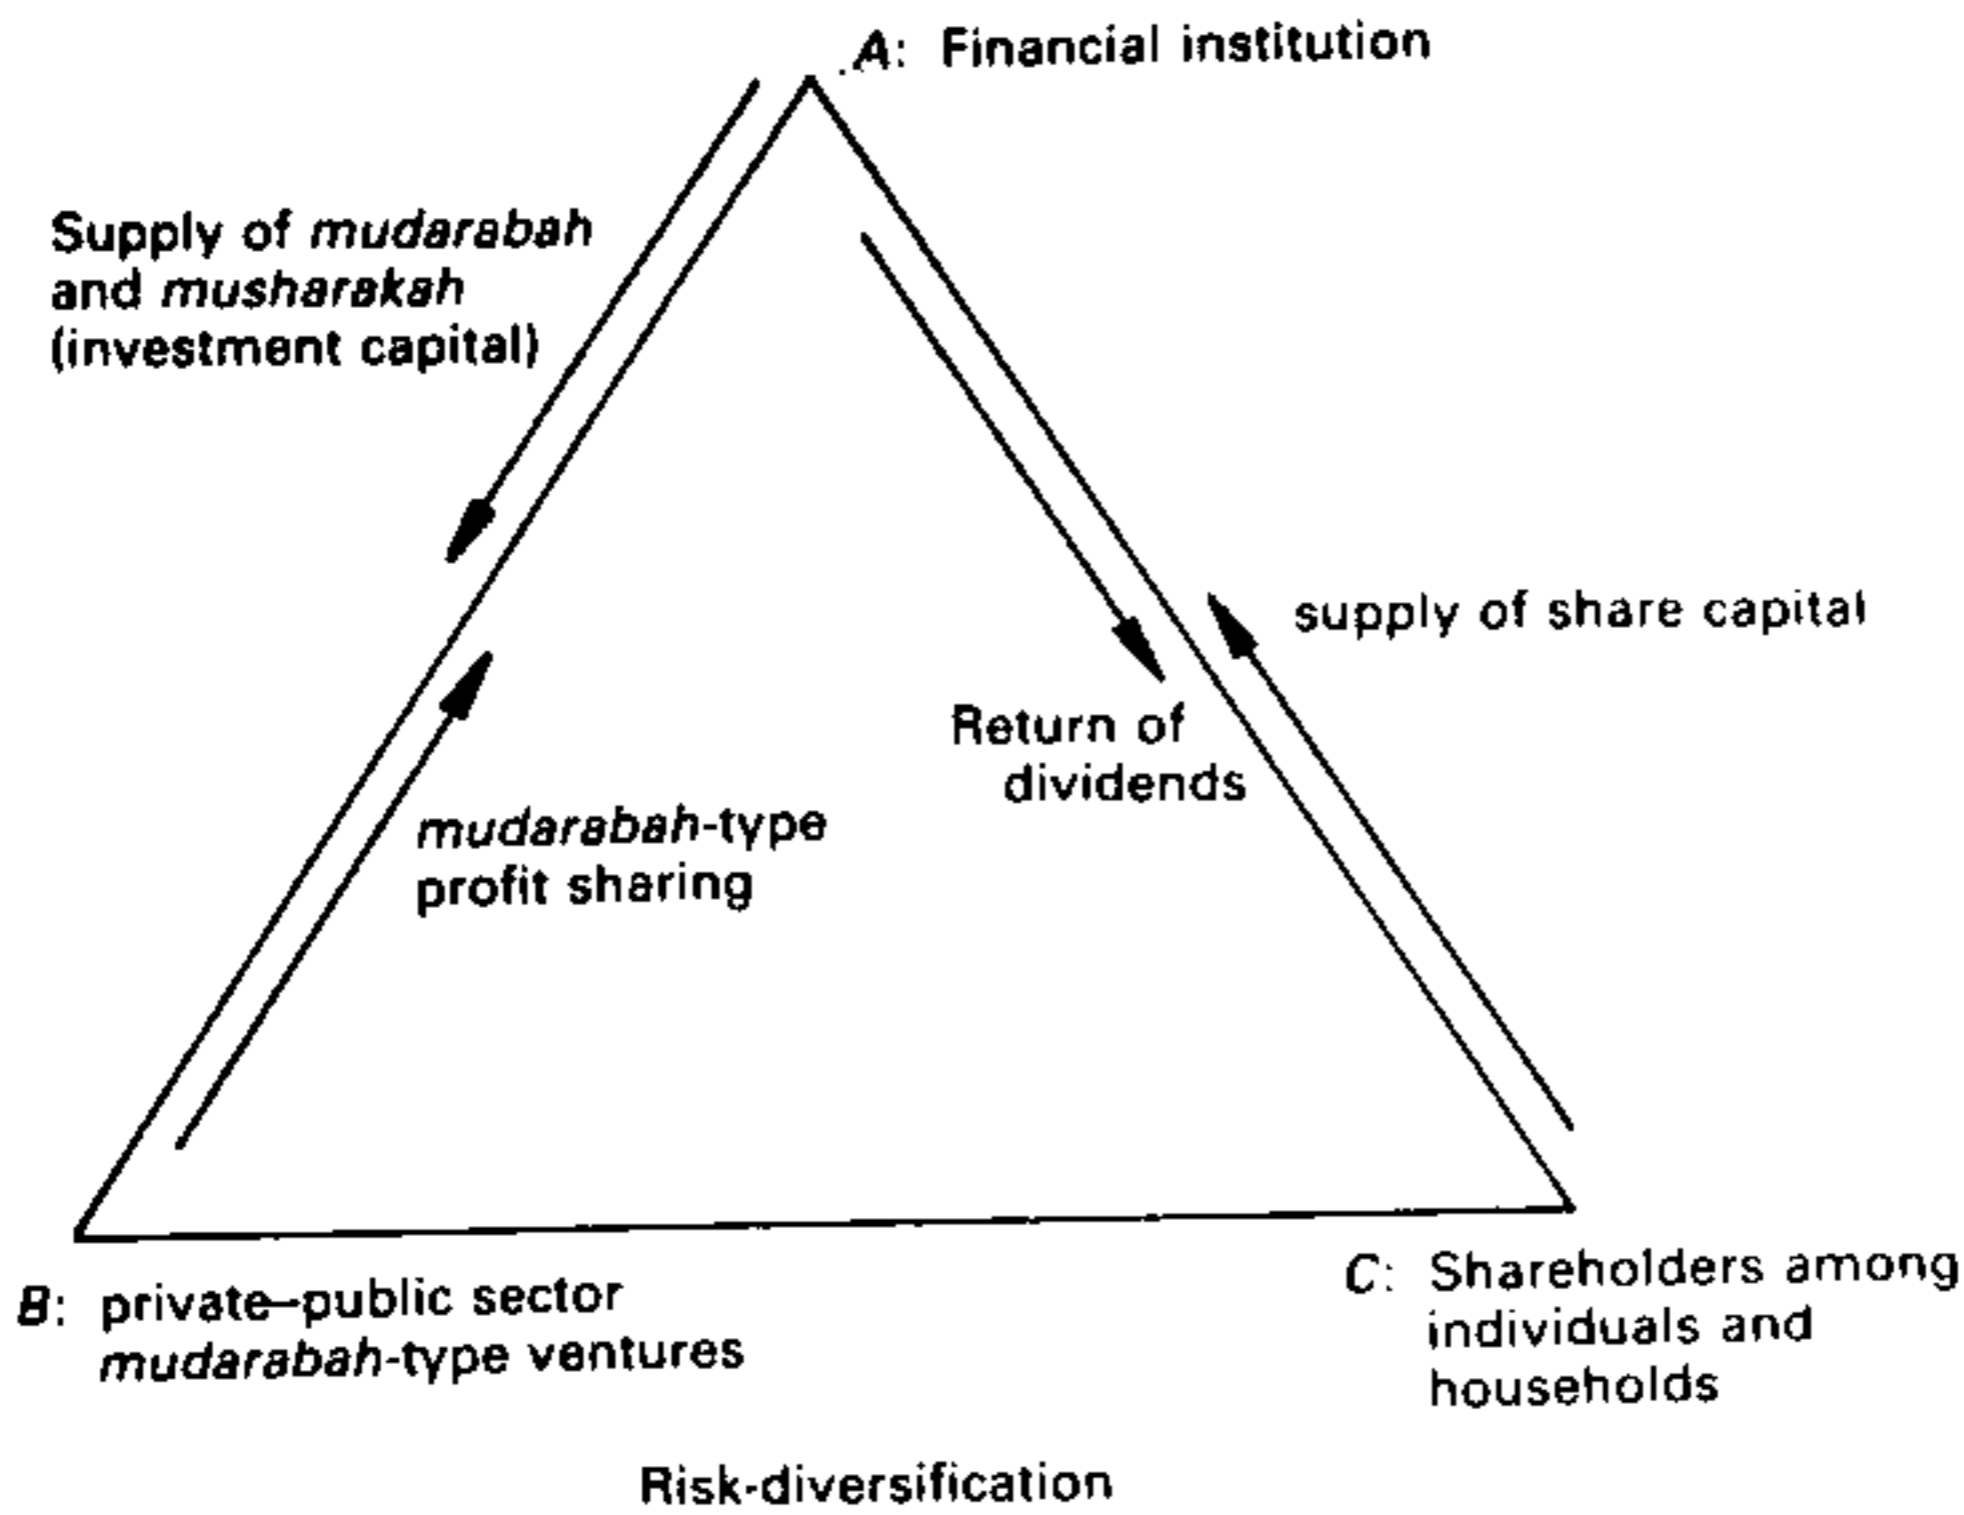 A: Financial institution
Supply of mudarabah
and musharakah
(investment capital)
supply of share capital
Return of
dividends
mudarabah-type
profit sharing
B: private–public sector
mudarabah-type ventures
C: Shareholders among
individuals and
households
Risk-diversification